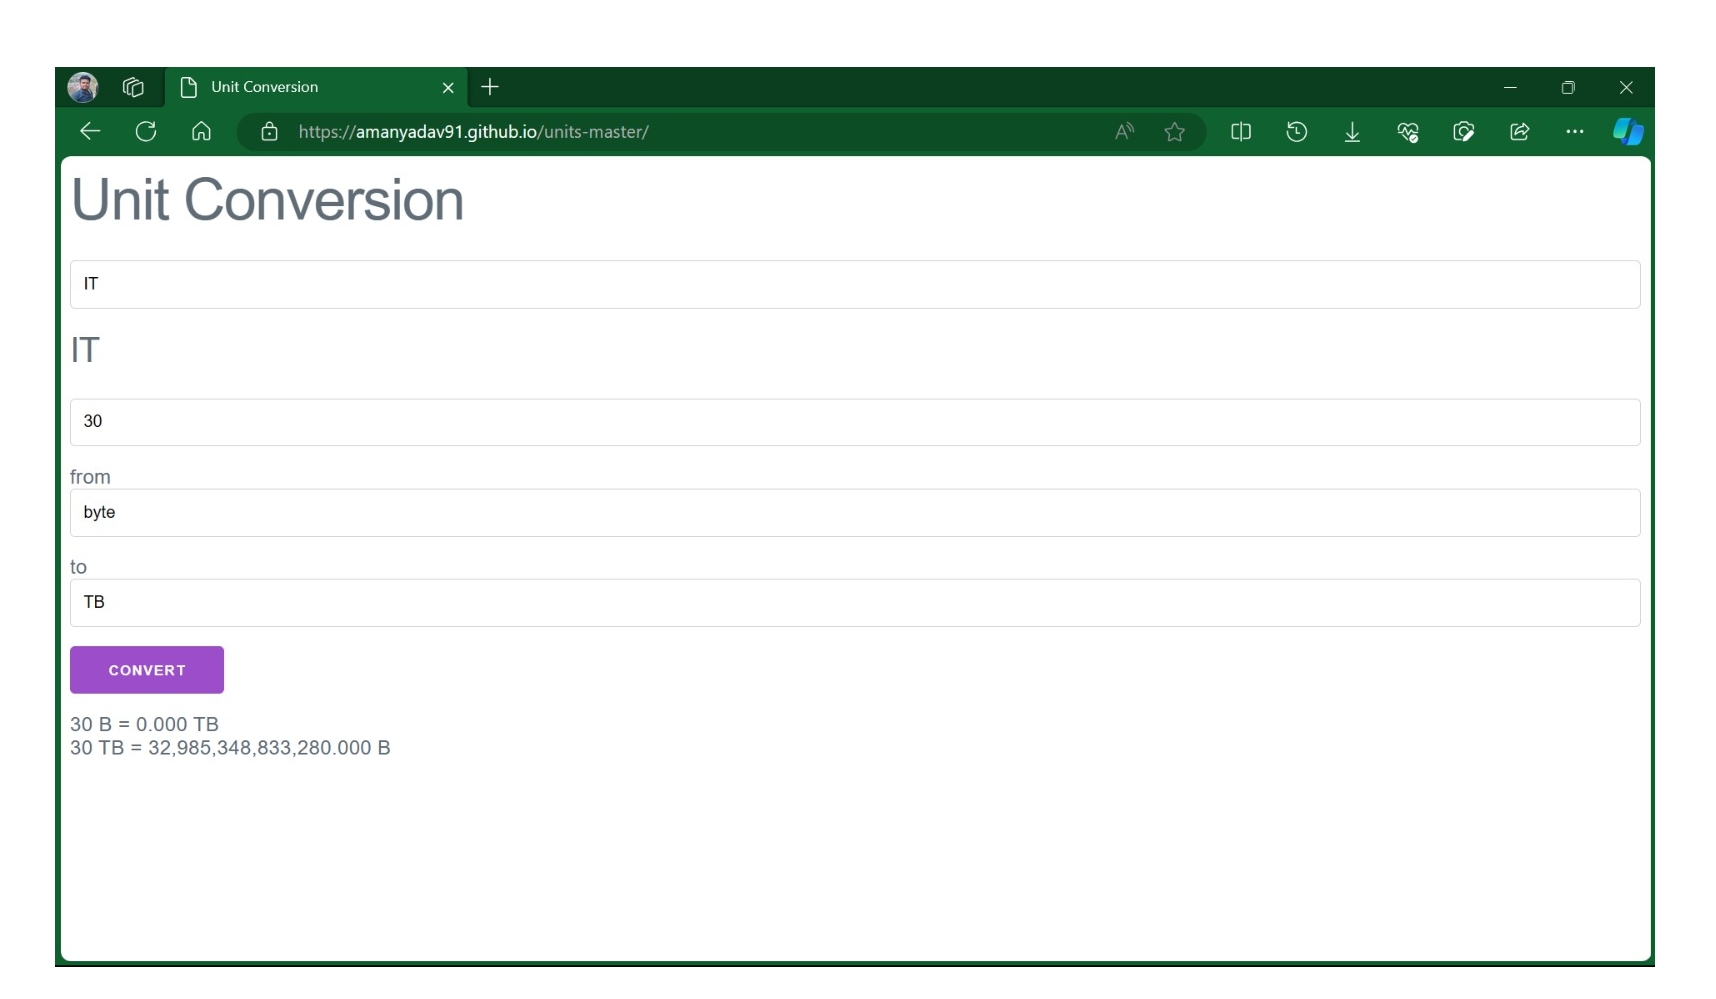 Unit Conversion
https://amanyadav91.github.io/units-master/
Unit Conversion
IT
IT
30
from
byte
to
TB
CONVERT
30 B = 0.000 TB
30 TB = 32,985,348,833,280.000 B